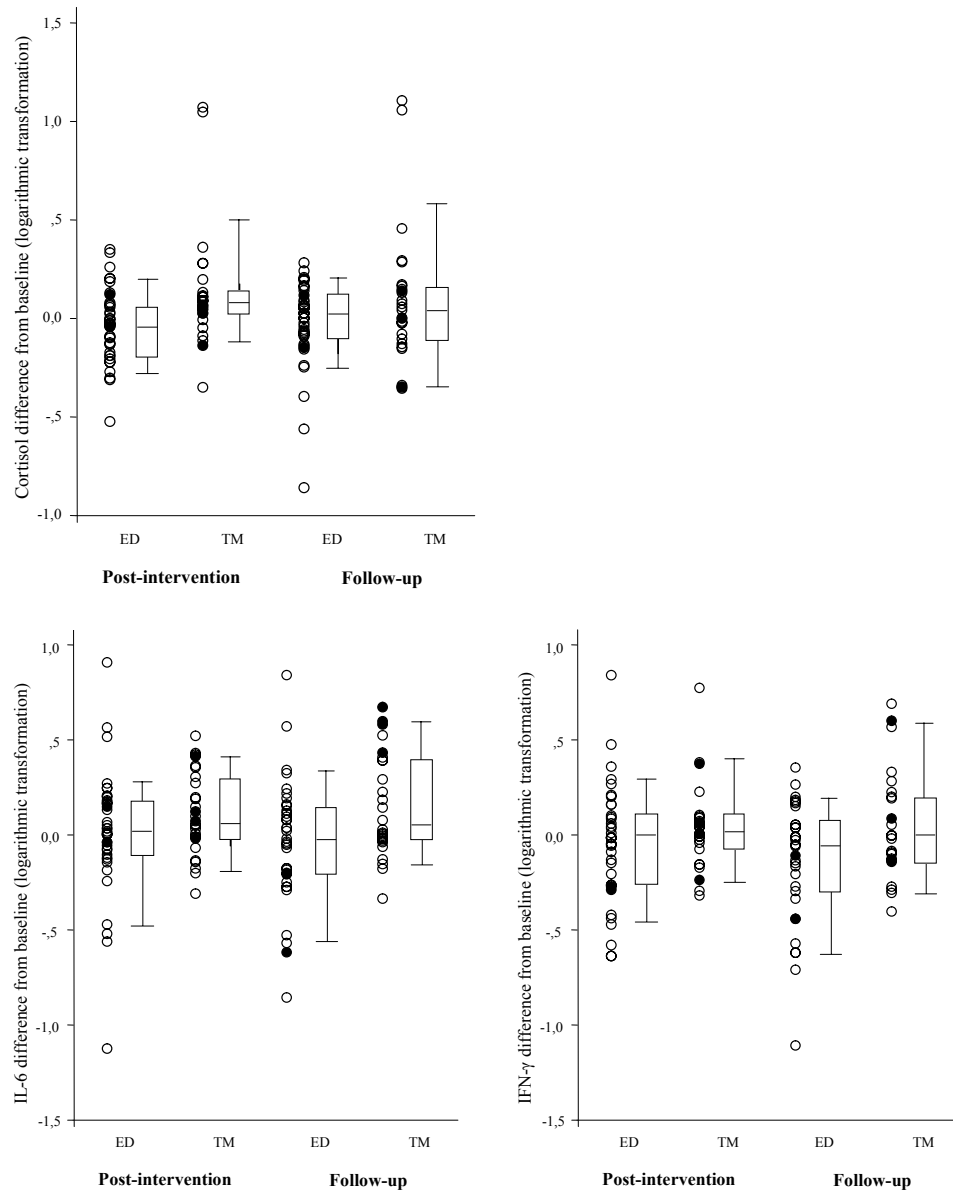 Cortisol difference from baseline (logarithmic transformation)
1,5
1,0
,5
0,0
-,5
-1,0
ED
TM
ED
TM
Post-intervention
Follow-up
IL-6 difference from baseline (logarithmic transformation)
1,0
,5
0,0
-,5
-1,0
-1,5
ED
TM
ED
TM
Post-intervention
Follow-up
IFN-γ difference from baseline (logarithmic transformation)
1,0
,5
0,0
-,5
-1,0
-1,5
ED
TM
ED
TM
Post-intervention
Follow-up